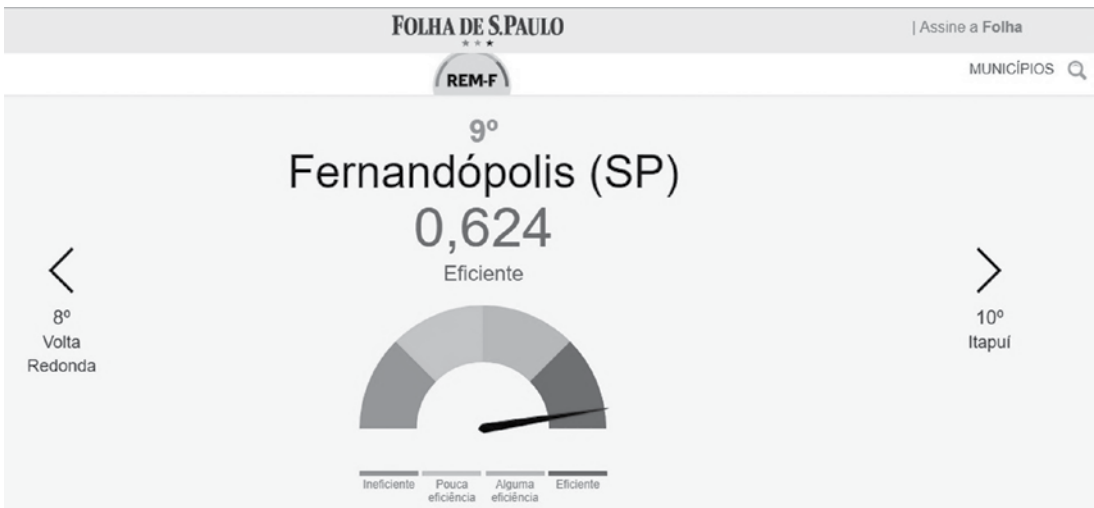 FOLHA DE S.PAULO
| Assine a Folha
REM-F
MUNICÍPIOS
9º
Fernandópolis (SP)
0,624
Eficiente
8º
Volta
Redonda
10º
Itapuí
Ineficiente
Pouca
eficiência
Alguma
eficiência
Eficiente